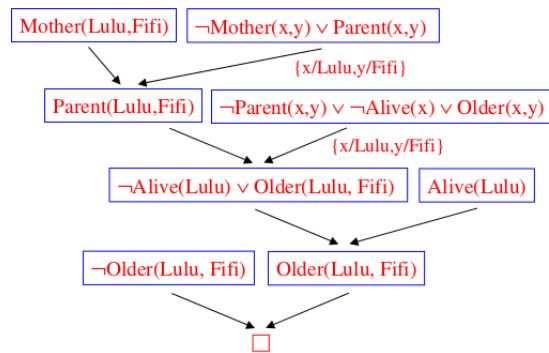 Mother(Lulu,Fifi) ¬Mother(x,y) ∨ Parent(x,y)
{x/Lulu,y/Fifi}
Parent(Lulu,Fifi) ¬Parent(x,y) ∨ ¬Alive(x) ∨ Older(x,y)
{x/Lulu,y/Fifi}
¬Alive(Lulu) ∨ Older(Lulu, Fifi) Alive(Lulu)
¬Older(Lulu, Fifi) Older(Lulu, Fifi)